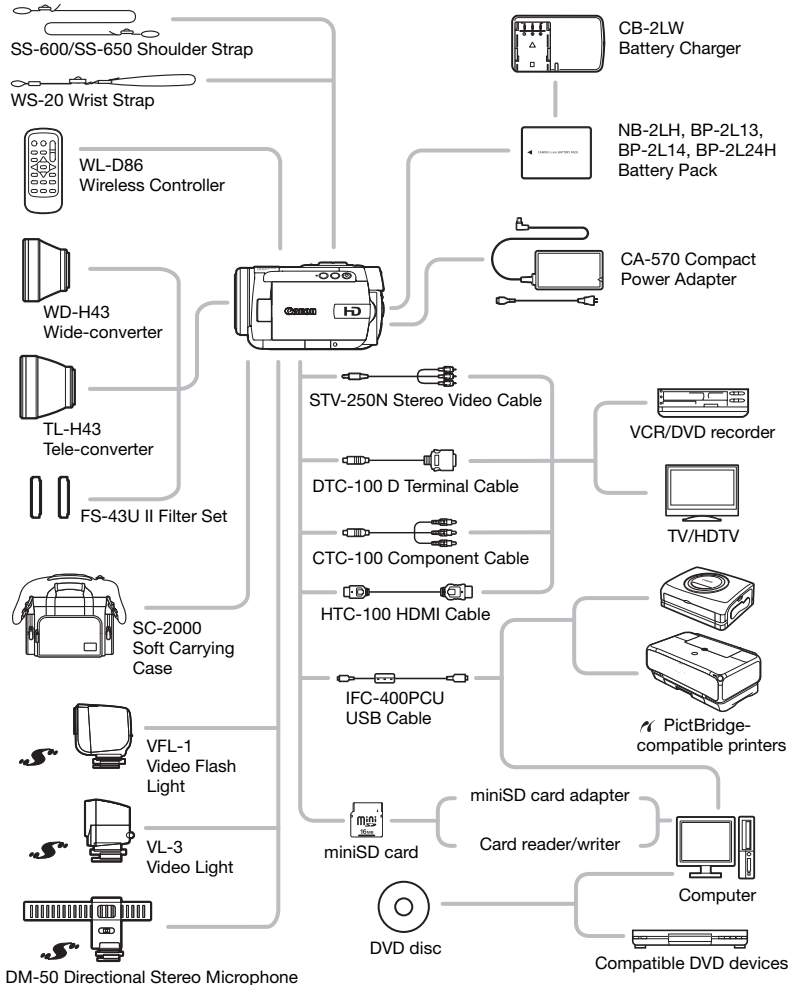 SS-600/SS-650 Shoulder Strap
WS-20 Wrist Strap
WL-D86
Wireless Controller
WD-H43
Wide-converter
TL-H43
Tele-converter
FS-43U II Filter Set
SC-2000
Soft Carrying
Case
VFL-1
Video Flash
Light
VL-3
Video Light
DM-50 Directional Stereo Microphone
Canon
HD
CB-2LW
Battery Charger
NB-2LH, BP-2L13,
BP-2L14, BP-2L24H
Battery Pack
CA-570 Compact
Power Adapter
STV-250N Stereo Video Cable
DTC-100 D Terminal Cable
CTC-100 Component Cable
HTC-100 HDMI Cable
IFC-400PCU
USB Cable
VCR/DVD recorder
TV/HDTV
PictBridge-
compatible printers
mini
16MB
miniSD card
miniSD card adapter
Card reader/writer
Computer
DVD disc
Compatible DVD devices